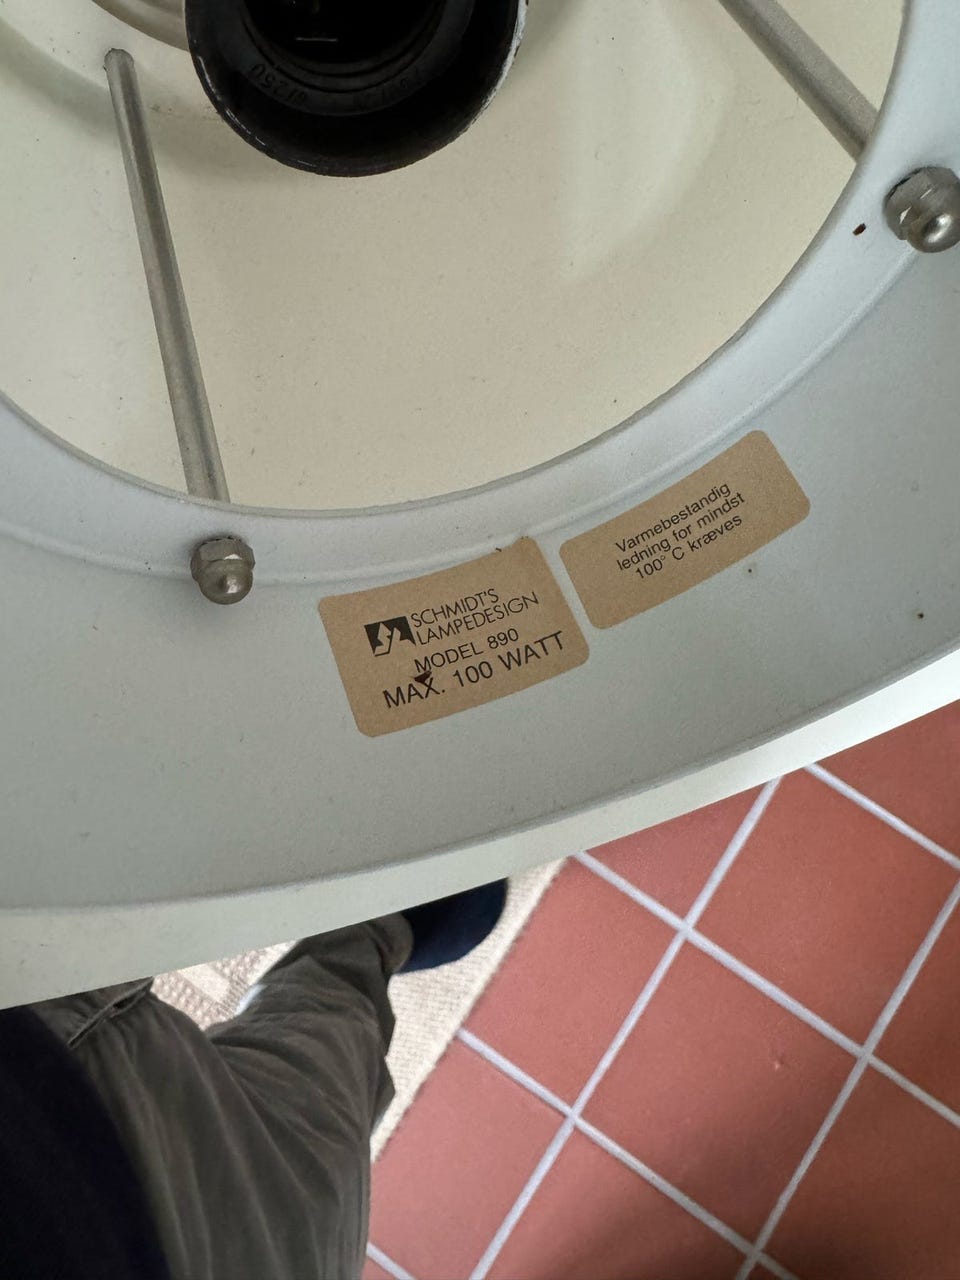 SCHMIDT'S
LAMPEDESIGN
MODEL 890
MAX. 100 WATT
Varmebestandig
ledning for mindst
100° C kræves